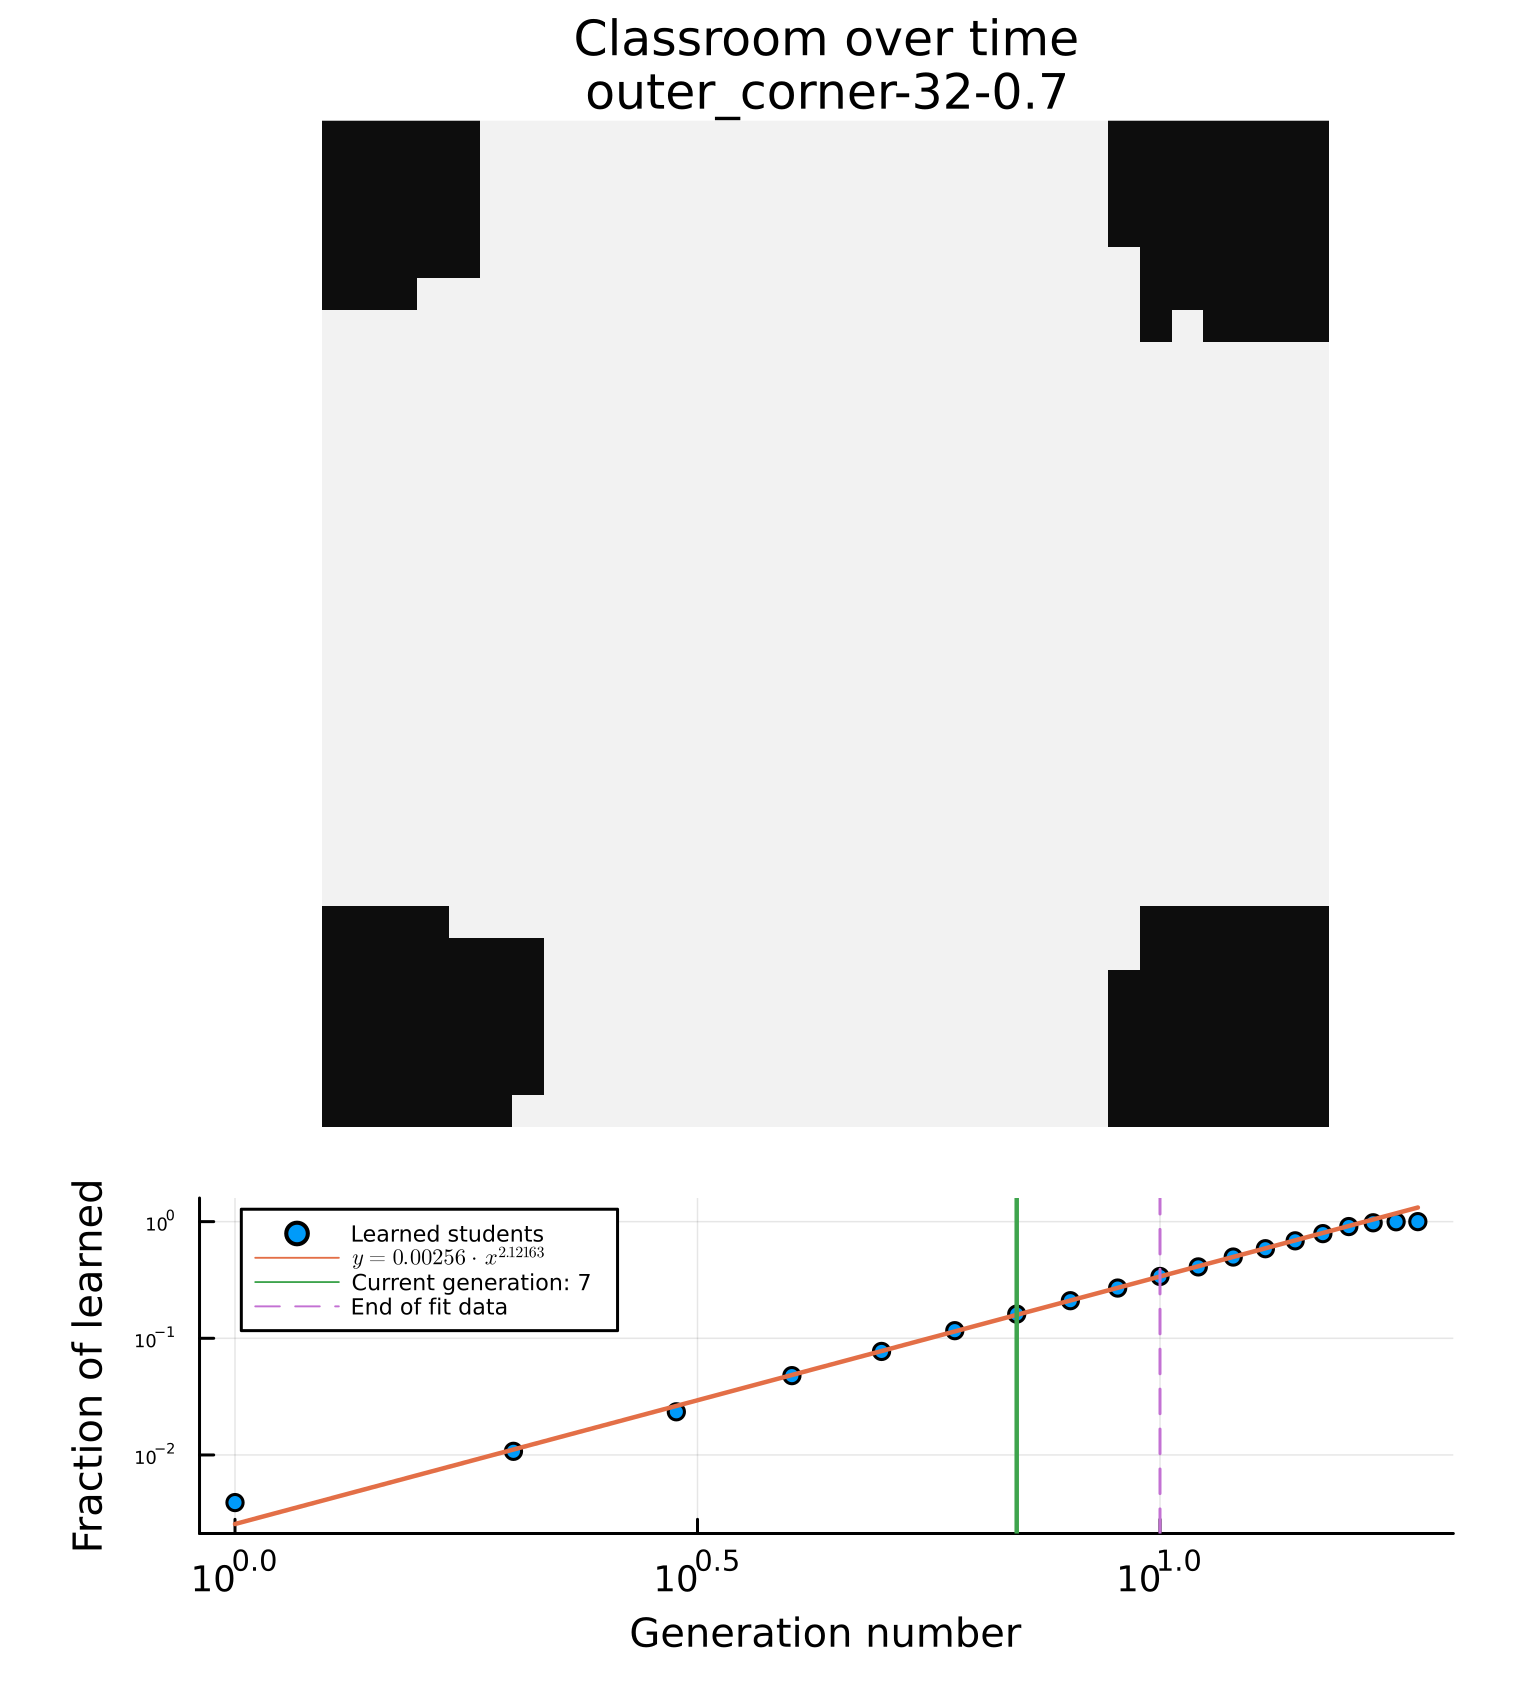 Classroom over time
outer_corner-32-0.7
Fraction of learned
10^0
10^−1
10^−2
Learned students
y = 0.00256 · x^2.12163
Current generation: 7
End of fit data
10^0.0 10^0.5 10^1.0
Generation number